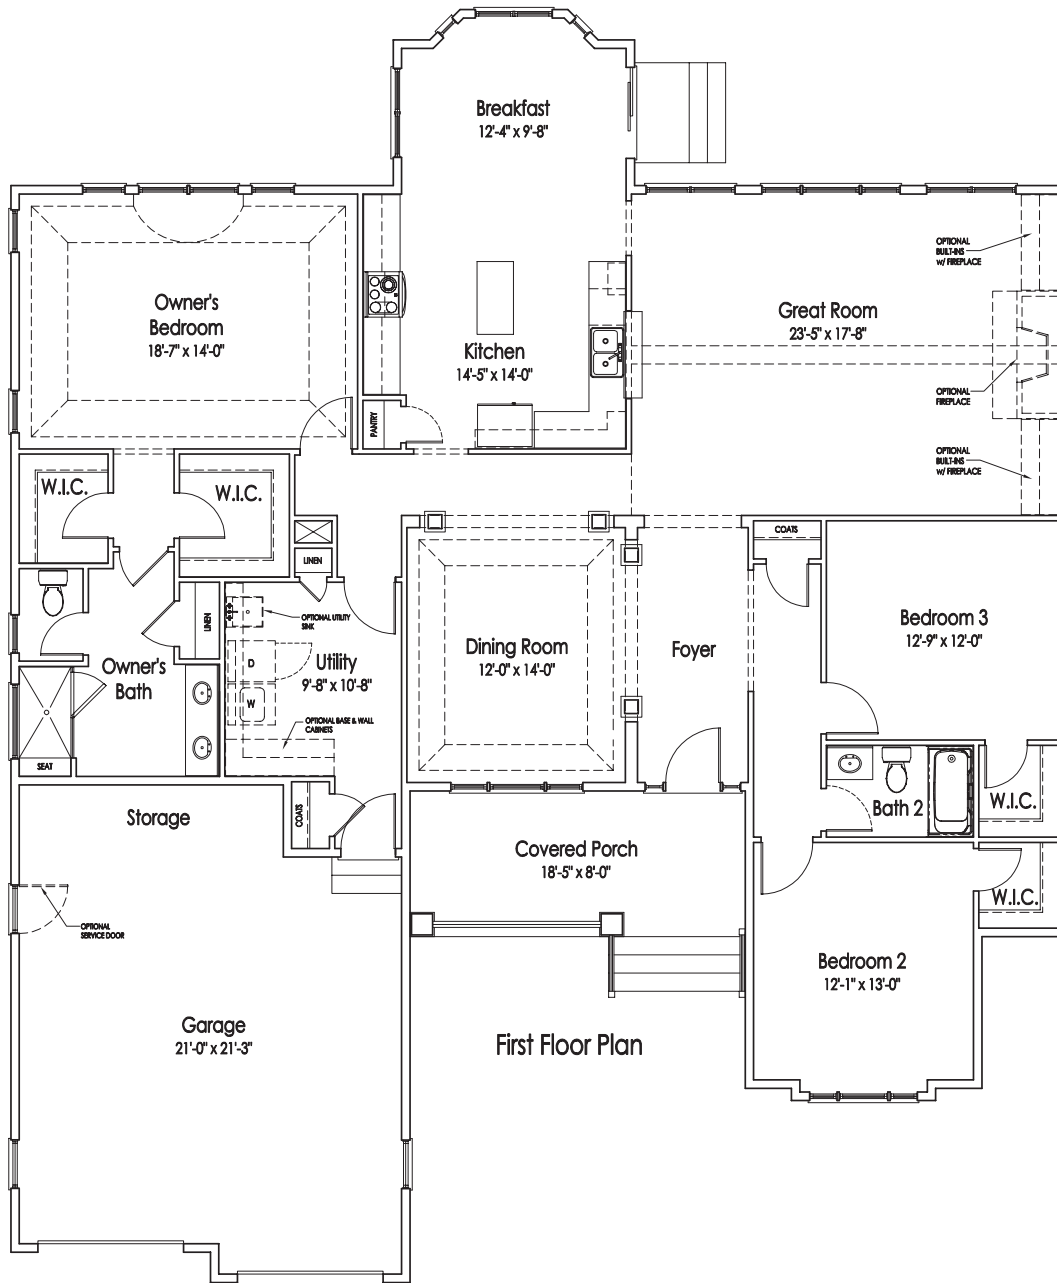 Breakfast
12'-4" x 9'-8"
OPTIONAL
BUILT-INS
w/ FIREPLACE
Owner's
Bedroom
18'-7" x 14'-0"
Great Room
23'-5" x 17'-8"
Kitchen
14'-5" x 14'-0"
OPTIONAL
FIREPLACE
PANTRY
OPTIONAL
BUILT-INS
w/ FIREPLACE
W.I.C.
W.I.C.
COATS
LINEN
LINEN
OPTIONAL UTILITY
SINK
Bedroom 3
12'-9" x 12'-0"
Dining Room
12'-0" x 14'-0"
Foyer
D
Utility
9'-8" x 10'-8"
W
Owner's
Bath
OPTIONAL BASE & WALL
CABINETS
SEAT
Storage
COATS
Bath 2
W.I.C.
Covered Porch
18'-5" x 8'-0"
W.I.C.
OPTIONAL
SERVICE DOOR
Bedroom 2
12'-1" x 13'-0"
Garage
21'-0" x 21'-3"
First Floor Plan